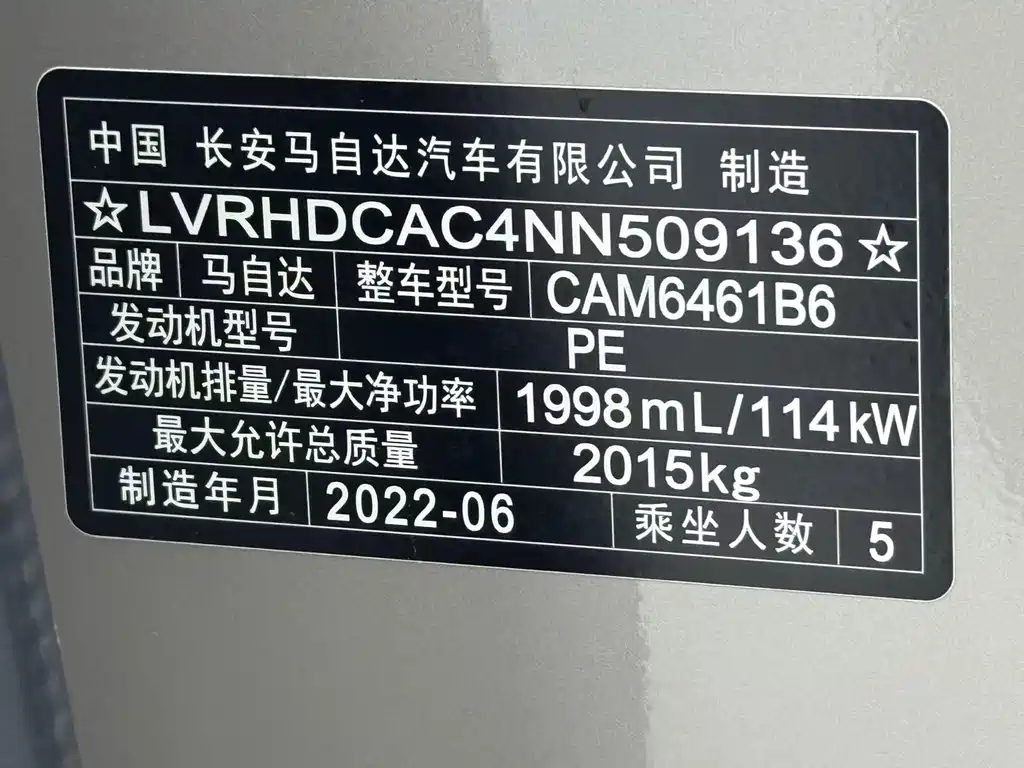 中国 长安马自达汽车有限公司 制造
☆LVRHDCAC4NN509136☆
品牌 马自达 整车型号 CAM6461B6
发动机型号 PE
发动机排量/最大净功率 1998mL/114kW
最大允许总质量 2015kg
制造年月 2022-06 乘坐人数 5